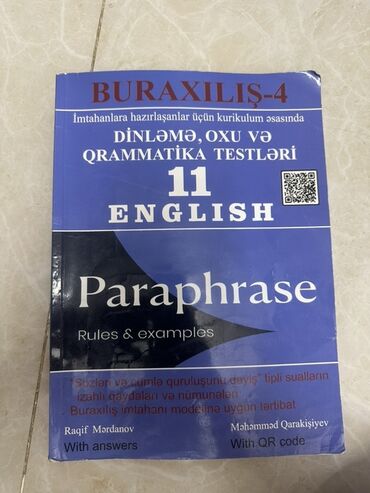 BURAXILIŞ-4
İmtahanlara hazırlaşanlar üçün kurikulum əsasında
DİNLƏMƏ, OXU VƏ
QRAMMATİKA TESTLƏRİ
11
ENGLISH
Paraphrase
Rules & examples
- "Sözləri və cümlə quruluşunu dəyiş" tipli sualların
izahlı qaydaları və nümunələri
- Buraxılış imtahanı modelinə uyğun tərtibat
Raqif Mərdanov
Məhəmməd Qarakişiyev
With answers
With QR code